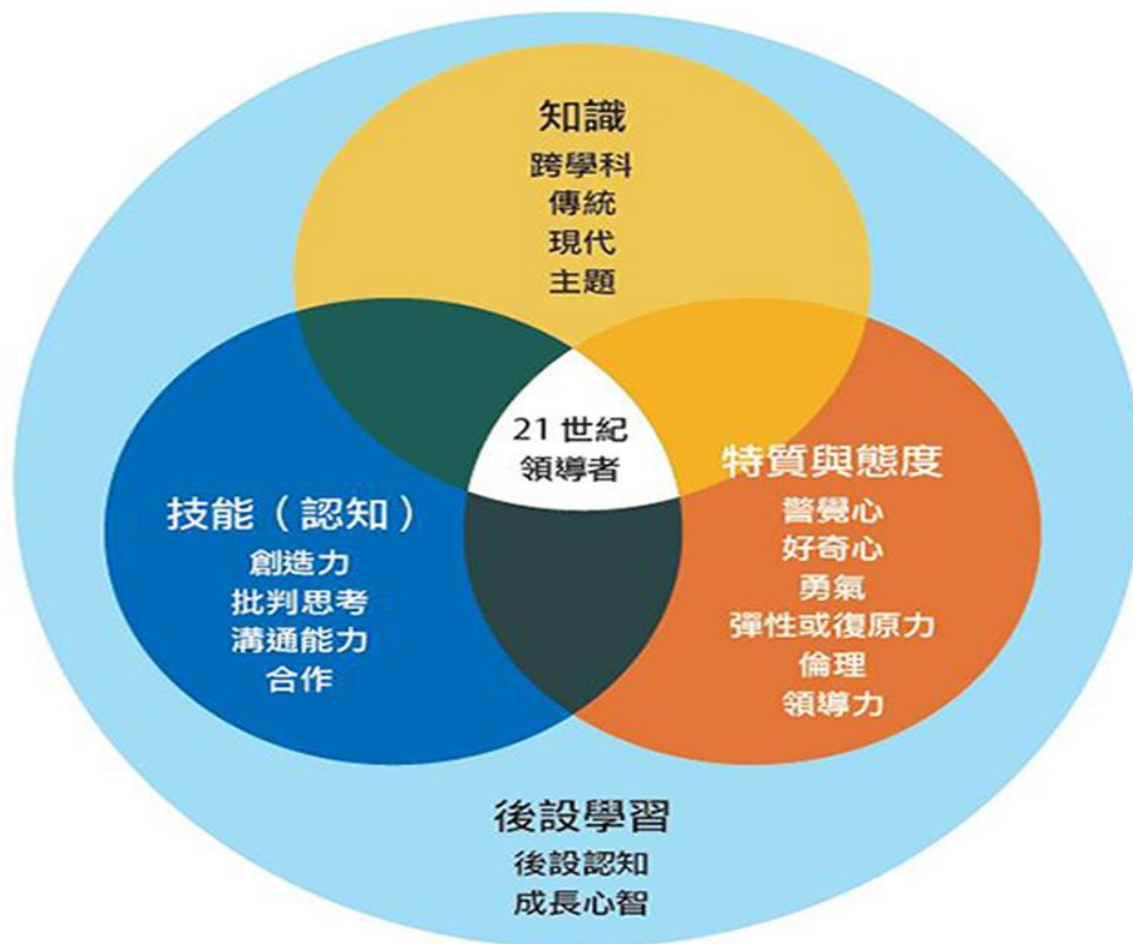 知識
跨學科
傳統
現代
主題
21 世紀
領導者
技能（認知）
創造力
批判思考
溝通能力
合作
特質與態度
警覺心
好奇心
勇氣
彈性或復原力
倫理
領導力
後設學習
後設認知
成長心智